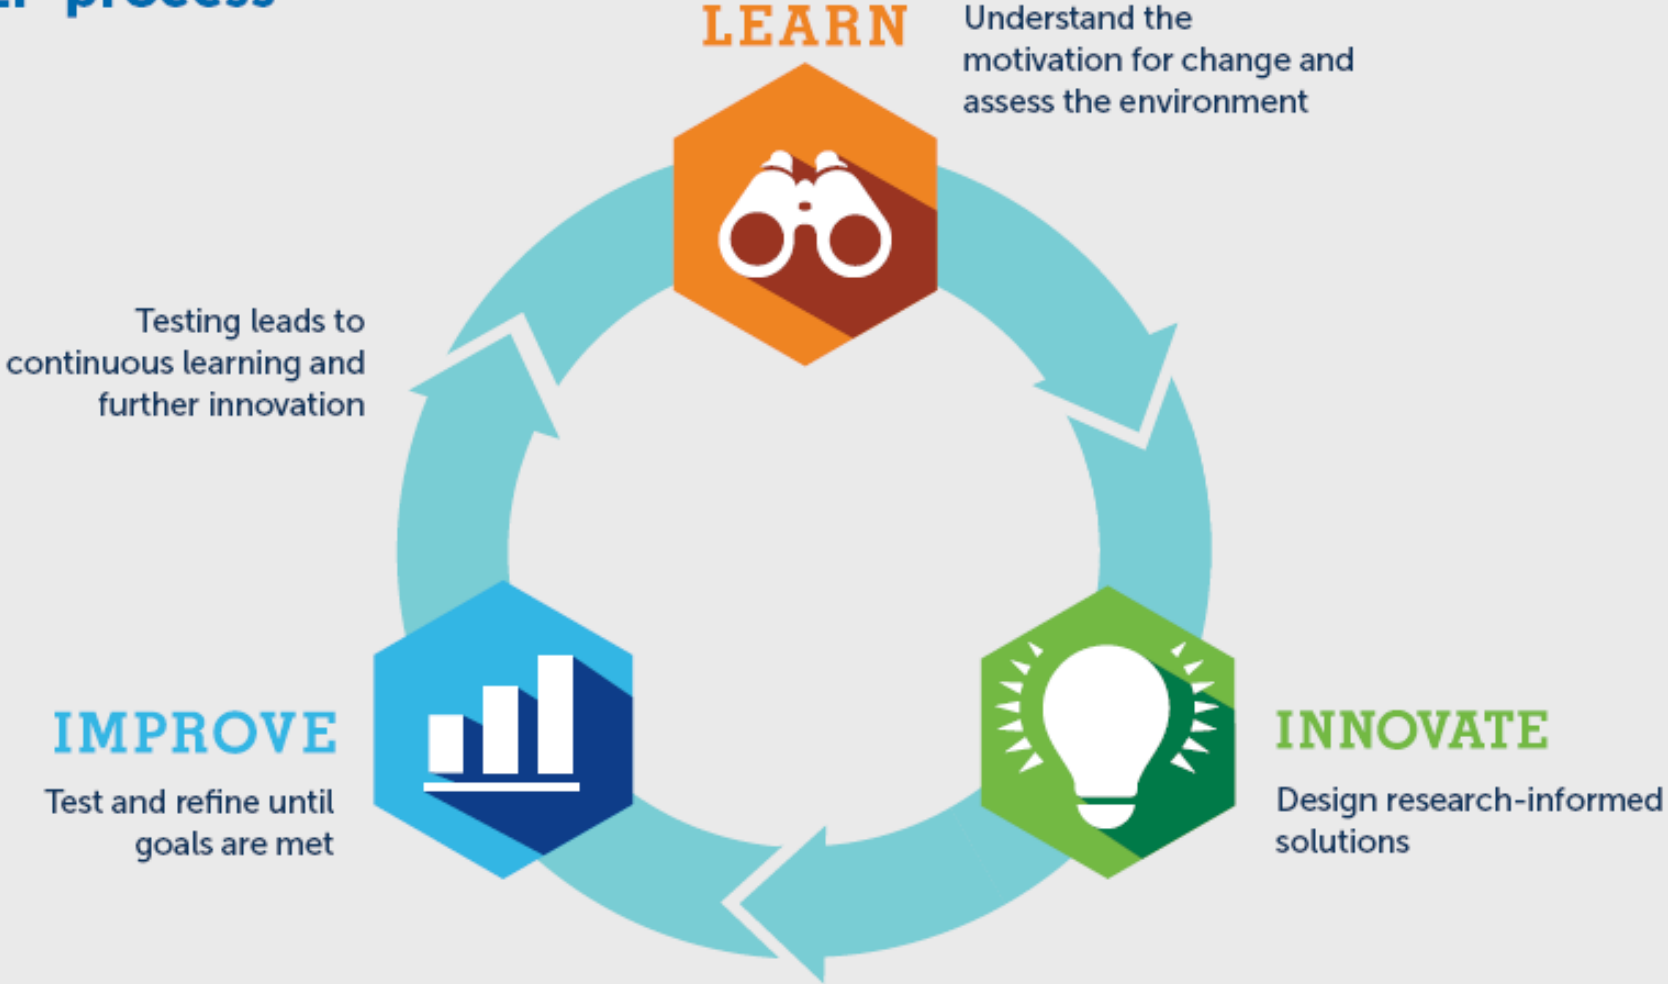 process
LEARN
Understand the
motivation for change and
assess the environment
Testing leads to
continuous learning and
further innovation
IMPROVE
Test and refine until
goals are met
INNOVATE
Design research-informed
solutions